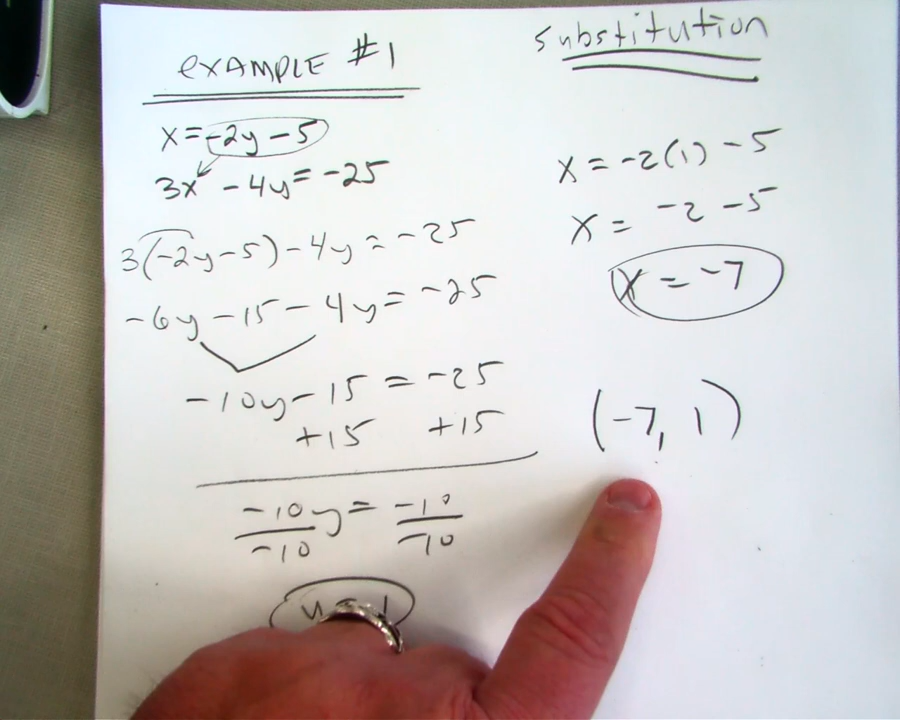 EXAMPLE #1
x = -2y - 5
3x - 4y = -25
3(-2y - 5) - 4y = -25
-6y - 15 - 4y = -25
-10y - 15 = -25
+15 +15
-10y = -10
-10 -10
y = 1
substitution
x = -2(1) - 5
x = -2 - 5
x = -7
(-7, 1)